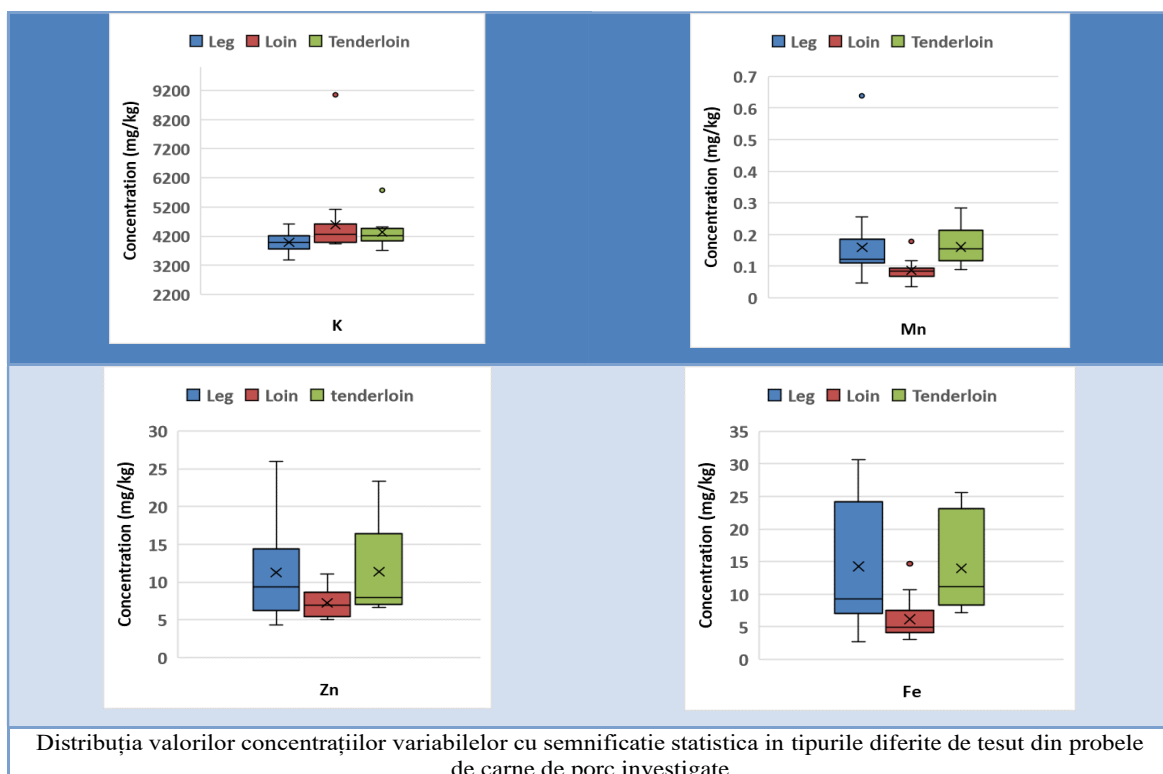 Leg Loin Tenderloin
Concentration (mg/kg)
9200
8200
7200
6200
5200
4200
3200
2200
K
Leg Loin Tenderloin
Concentration (mg/kg)
0.7
0.6
0.5
0.4
0.3
0.2
0.1
0
Mn
Leg Loin tenderloin
Concentration (mg/kg)
30
25
20
15
10
5
0
Zn
Leg Loin Tenderloin
Concentration (mg/kg)
35
30
25
20
15
10
5
0
Fe
Distribuția valorilor concentrațiilor variabilelor cu semnificatie statistica in tipurile diferite de tesut din probele
de carne de porc investigate